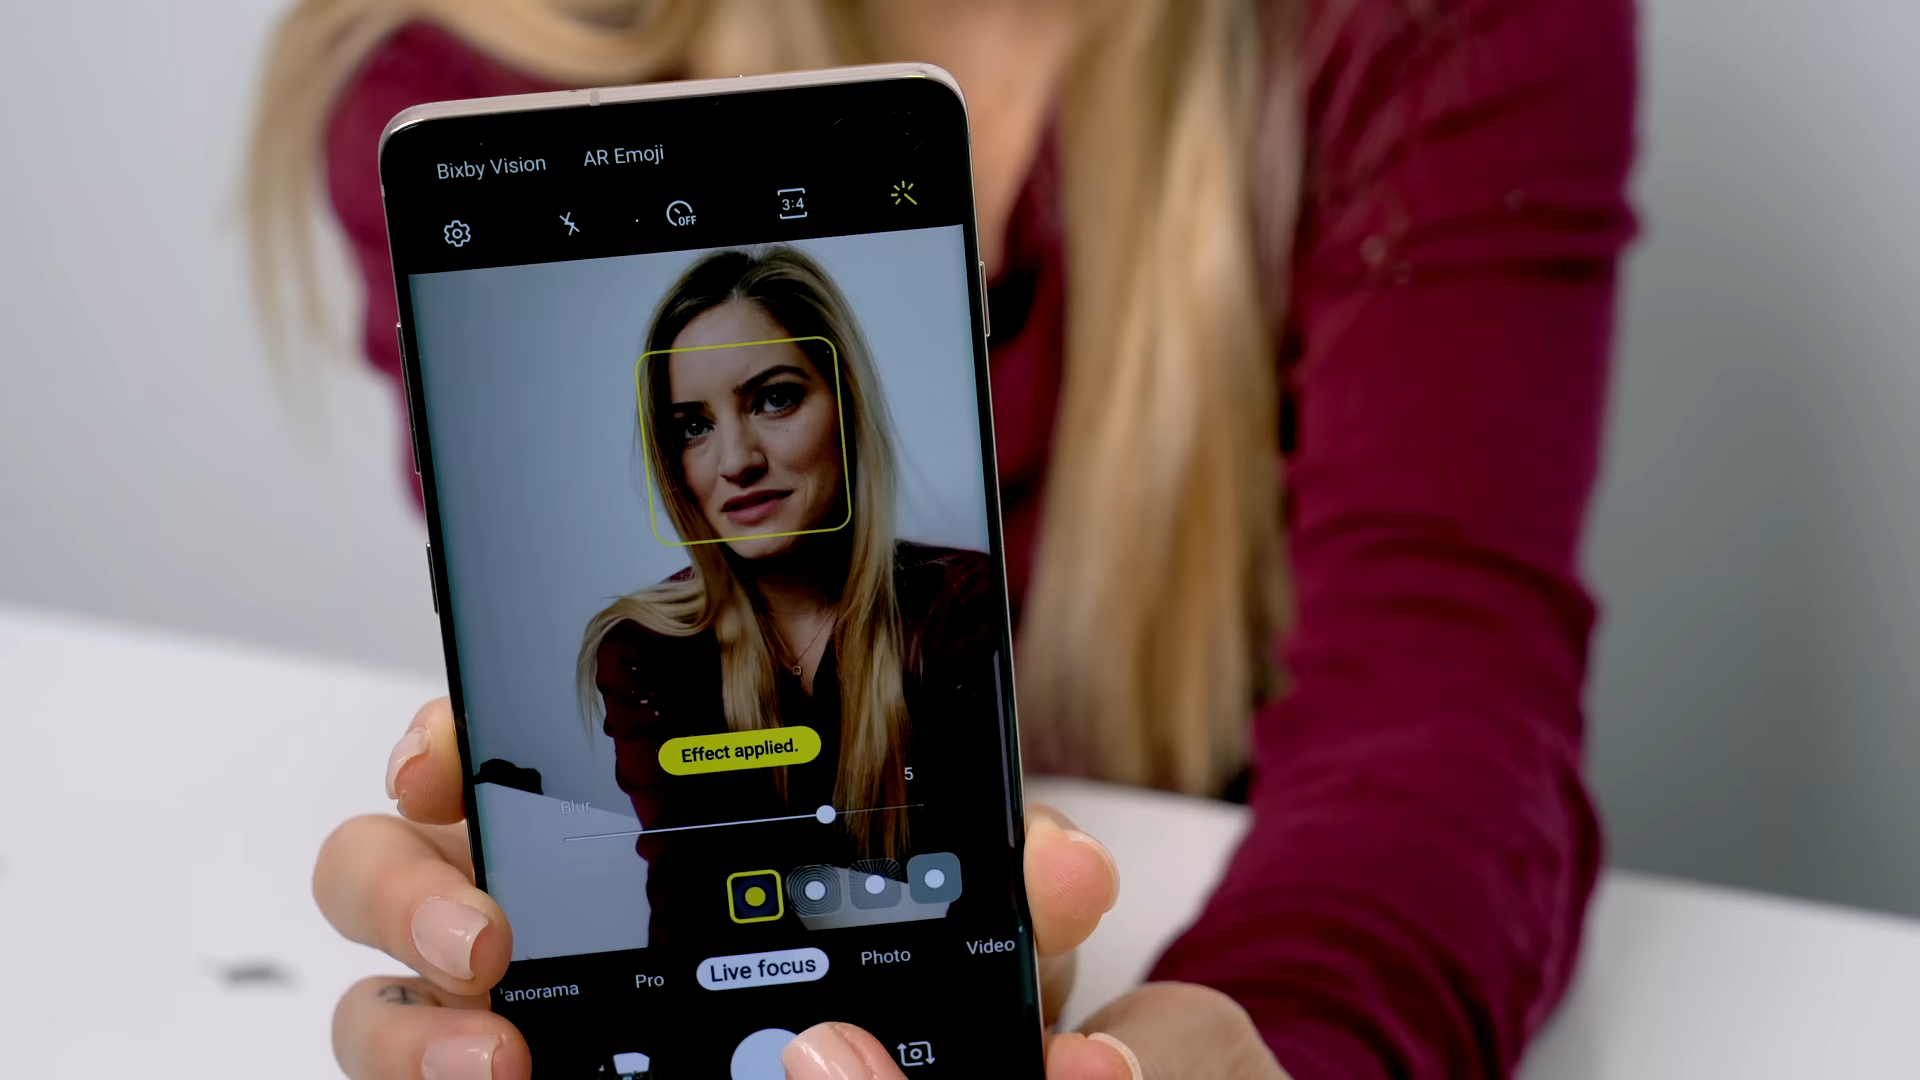 Bixby Vision AR Emoji
OFF 3:4
Effect applied.
5
Blur
anorama Pro Live focus Photo Video